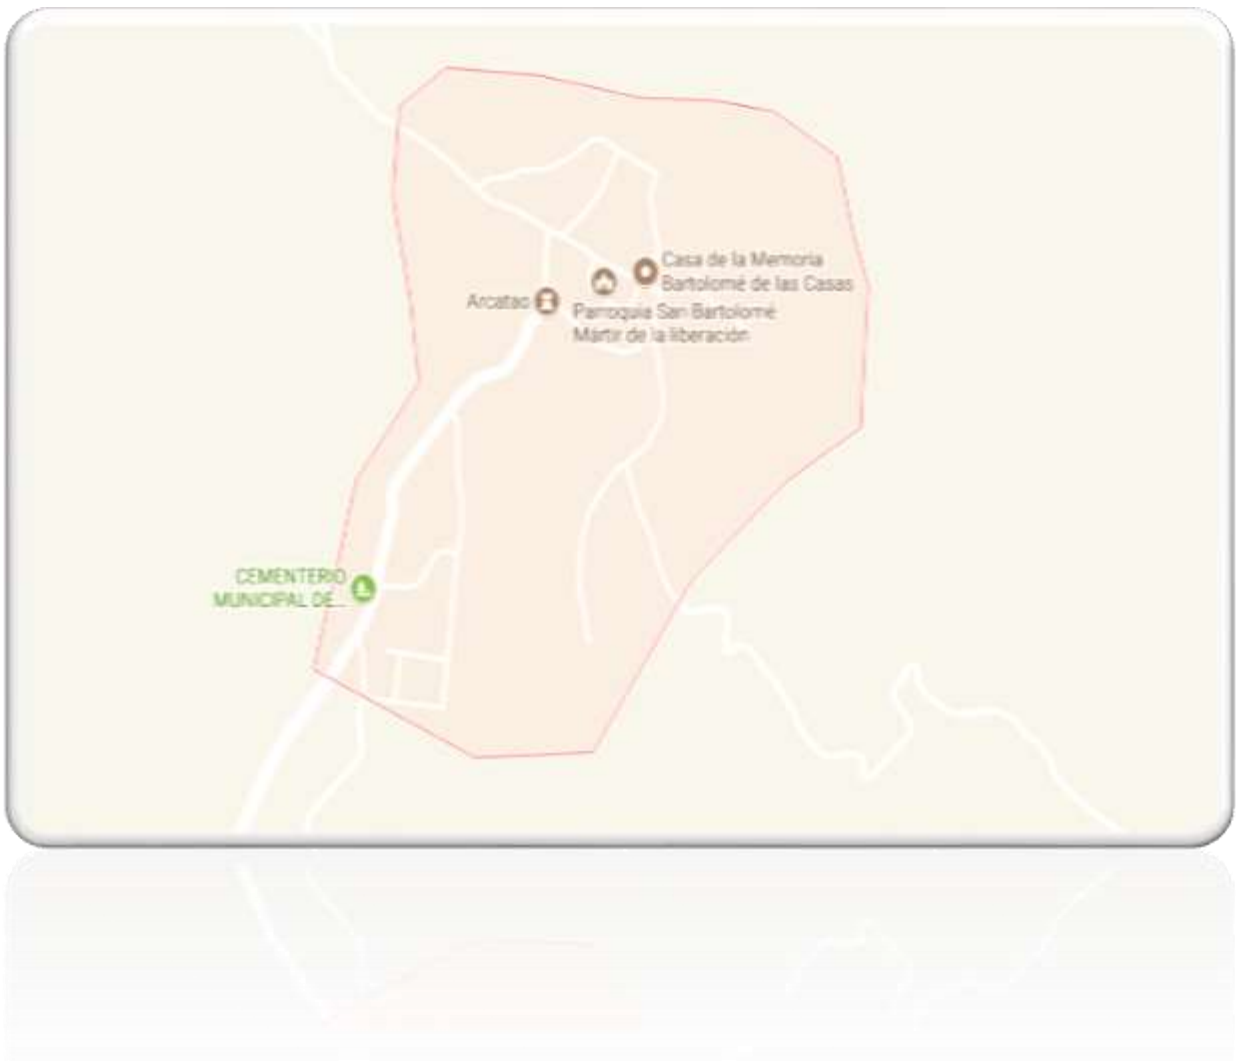 Casa de la Memoria
Bartolomé de las Casas
Arcatao
Parroquia San Bartolomé
Mártir de la liberación
CEMENTERIO
MUNICIPAL DE...